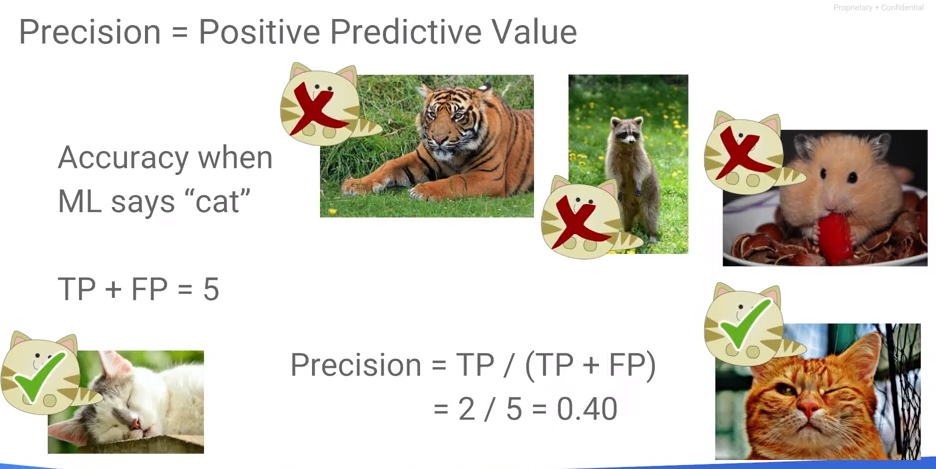 Proprietary + Confidential
Precision = Positive Predictive Value
Accuracy when
ML says “cat”
TP + FP = 5
Precision = TP / (TP + FP)
= 2 / 5 = 0.40